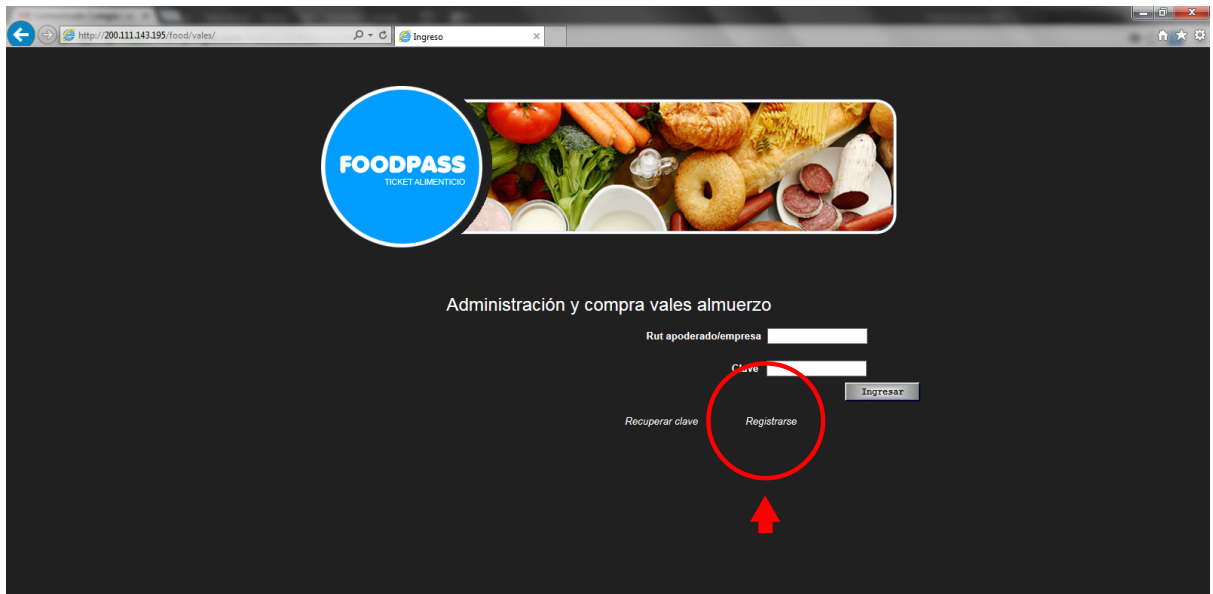 http://200.111.143.195/food/vales/
Ingreso
FOODPASS
TICKET ALIMENTICIO
Administración y compra vales almuerzo
Rut apoderado/empresa
Clave
Ingresar
Recuperar clave Registrarse